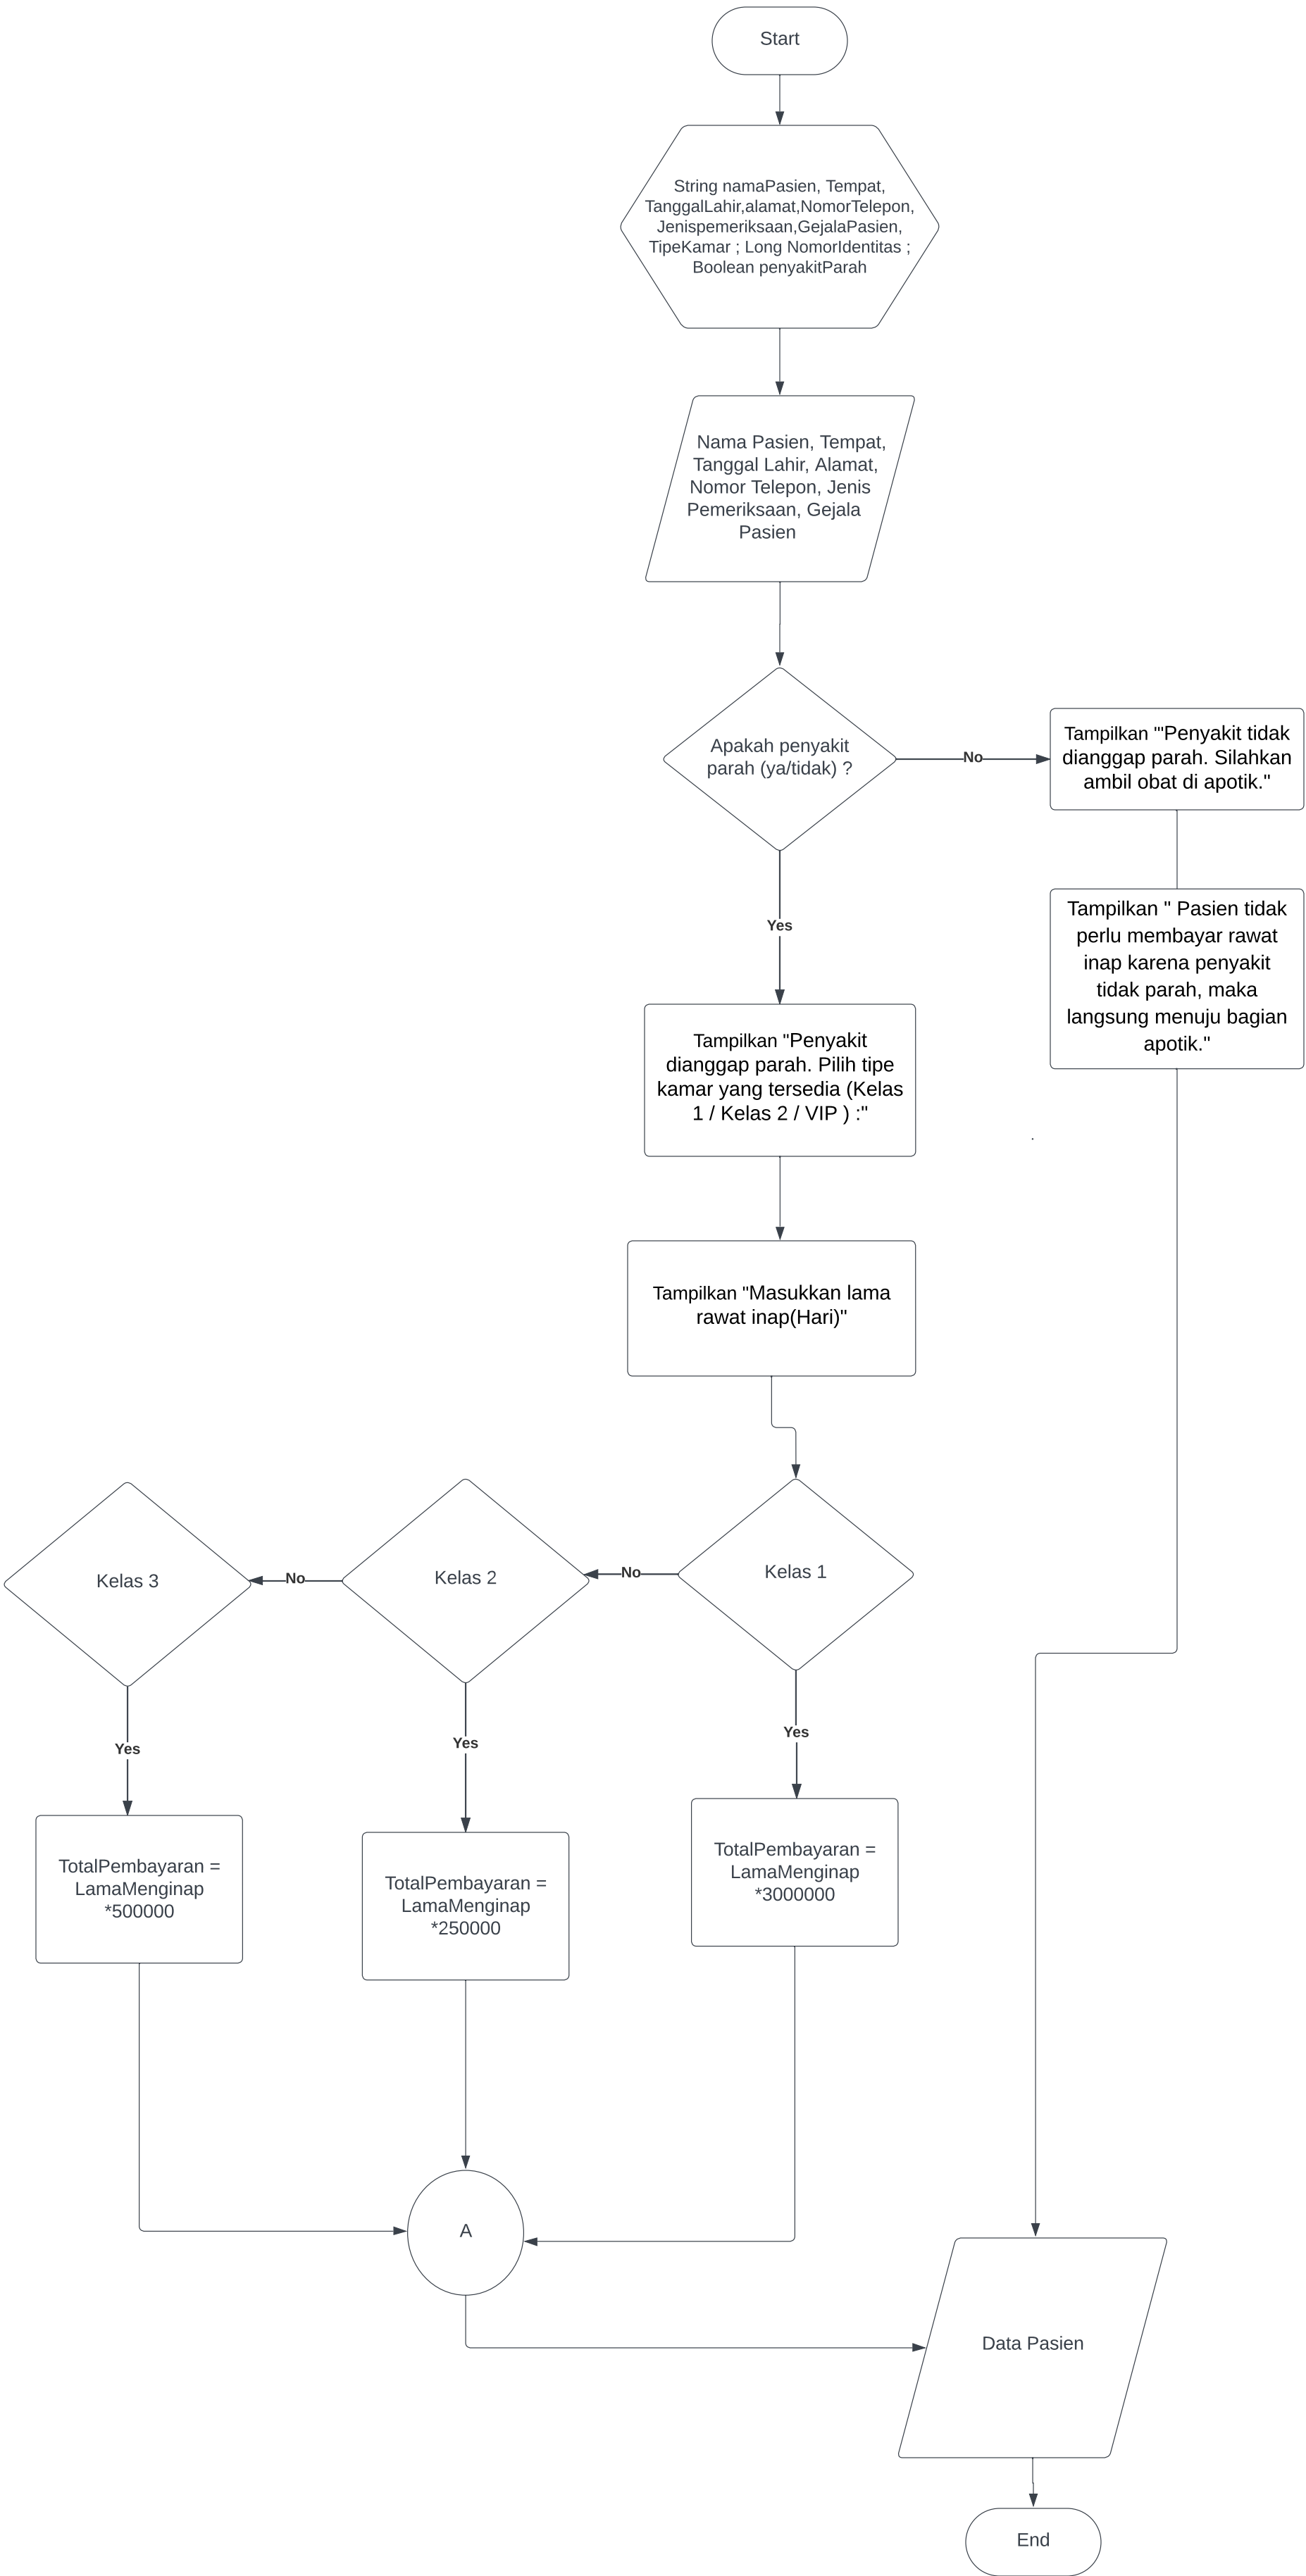 Start
String namaPasien, Tempat,
TanggalLahir,alamat,NomorTelepon,
Jenispemeriksaan,GejalaPasien,
TipeKamar ; Long NomorIdentitas ;
Boolean penyakitParah
Nama Pasien, Tempat,
Tanggal Lahir, Alamat,
Nomor Telepon, Jenis
Pemeriksaan, Gejala
Pasien
Apakah penyakit
parah (ya/tidak) ?
No
Tampilkan "'Penyakit tidak
dianggap parah. Silahkan
ambil obat di apotik."
Tampilkan " Pasien tidak
perlu membayar rawat
inap karena penyakit
tidak parah, maka
langsung menuju bagian
apotik."
Yes
Tampilkan "Penyakit
dianggap parah. Pilih tipe
kamar yang tersedia (Kelas
1 / Kelas 2 / VIP ) :"
.
Tampilkan "Masukkan lama
rawat inap(Hari)"
Kelas 3
No
Kelas 2
No
Kelas 1
Yes
Yes
Yes
TotalPembayaran =
LamaMenginap
*500000
TotalPembayaran =
LamaMenginap
*250000
TotalPembayaran =
LamaMenginap
*3000000
A
Data Pasien
End